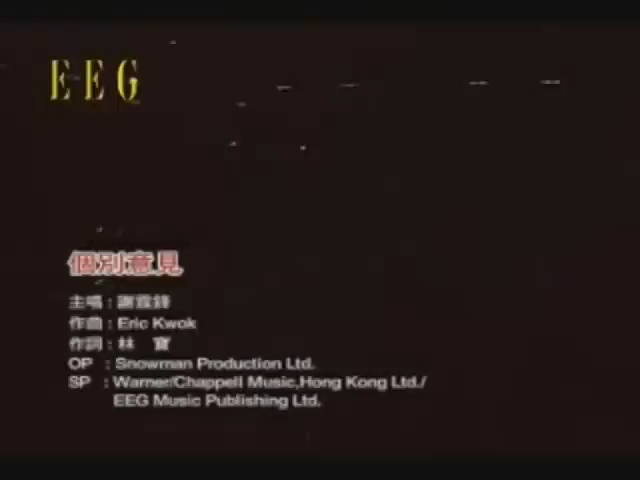 EEG
個別意見
主唱：謝霆鋒
作曲：Eric Kwok
作詞：林　寶
OP ：Snowman Production Ltd.
SP ：Warner/Chappell Music,Hong Kong Ltd./
EEG Music Publishing Ltd.